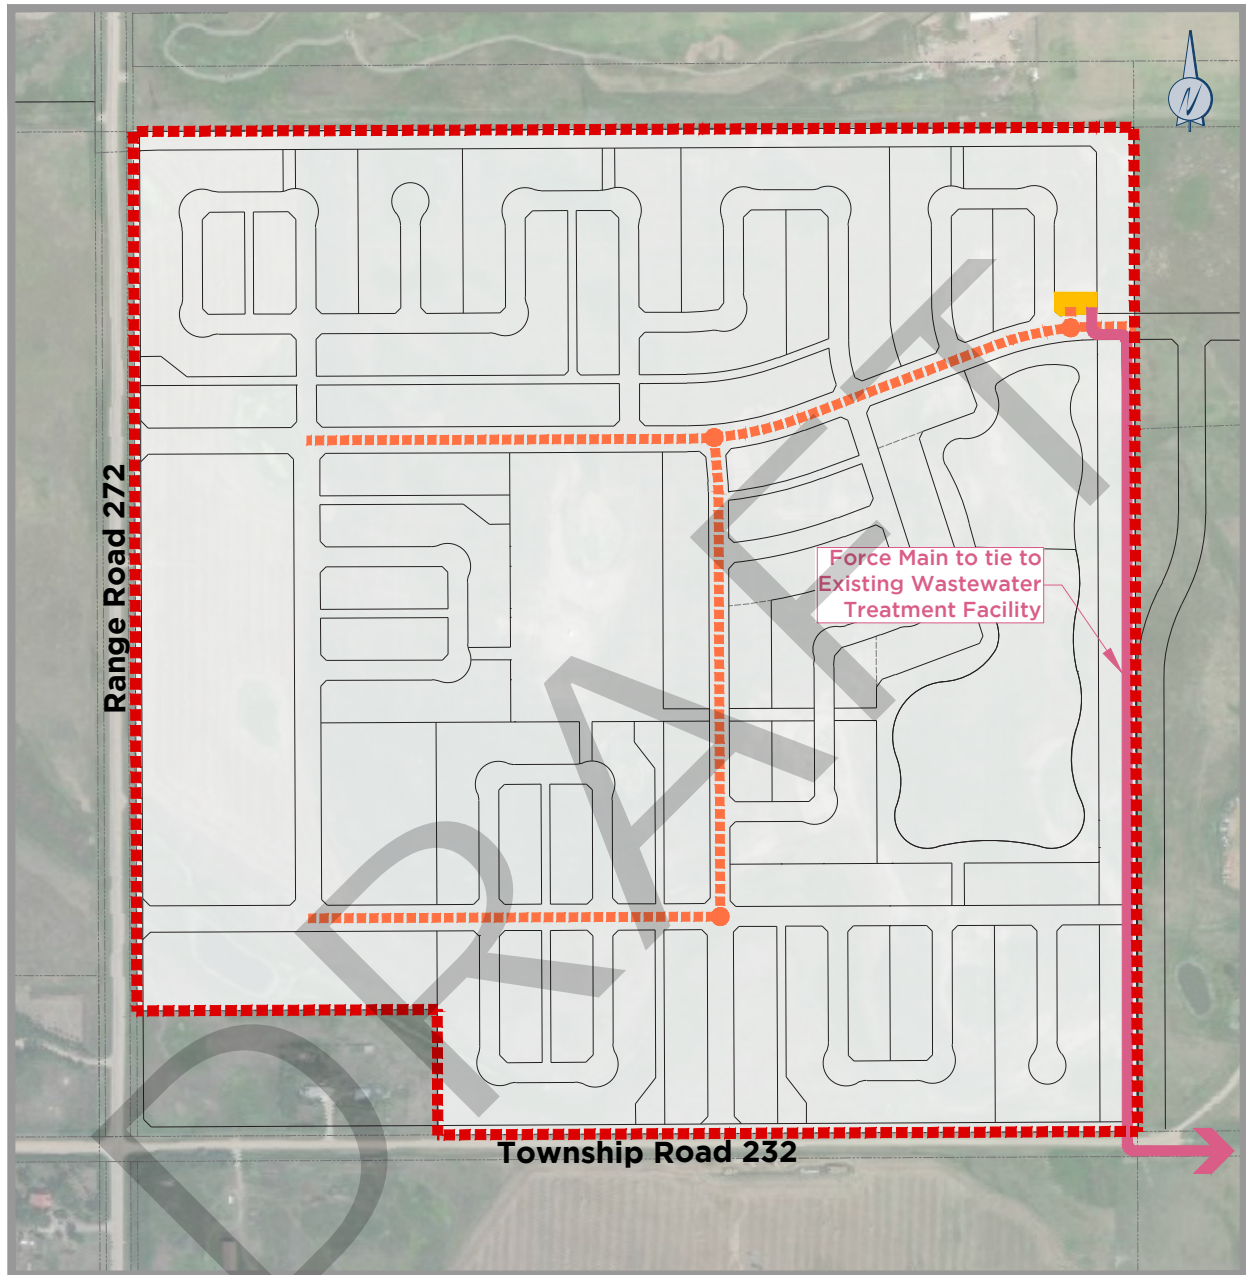 N
Range Road 272
Force Main to tie to
Existing Wastewater
Treatment Facility
DRAFT
Township Road 232